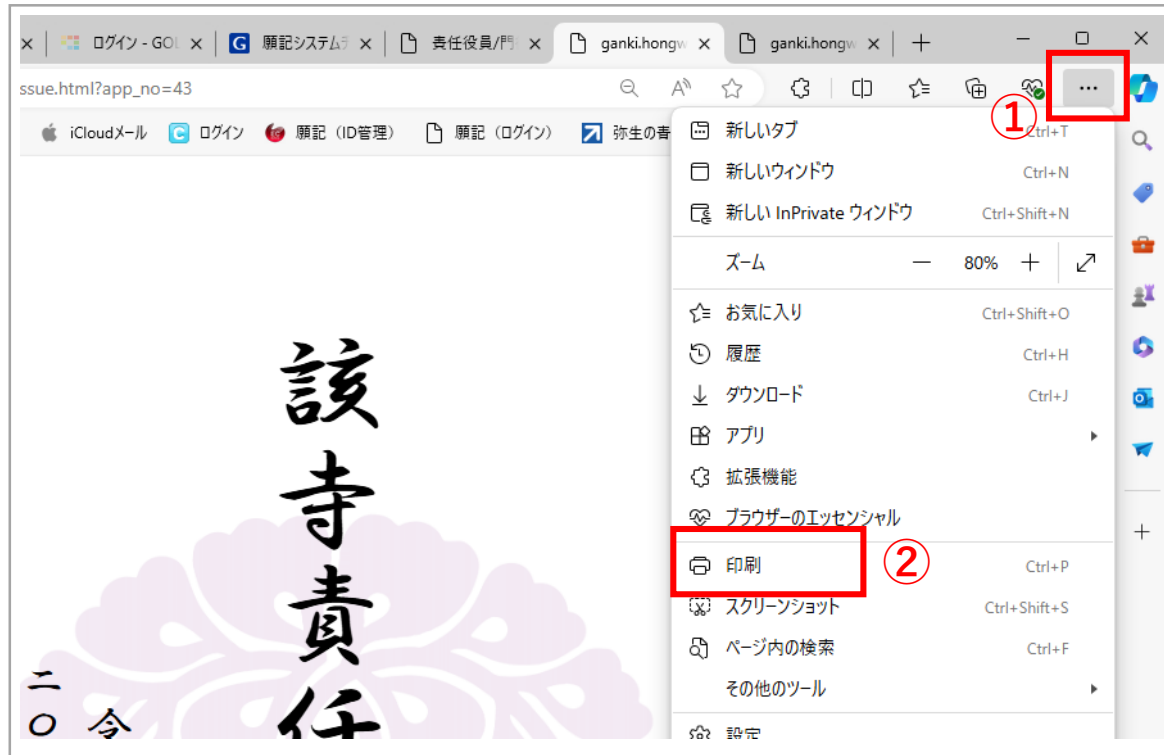 ログイン - GOL
願記システムラ
責任役員/門
ganki.hongw
ganki.hongw
ssue.html?app_no=43
iCloudメール
ログイン
願記（ID管理）
願記（ログイン）
弥生の青
①
新しいタブ Ctrl+T
新しいウィンドウ Ctrl+N
新しい InPrivate ウィンドウ Ctrl+Shift+N
ズーム 80%
お気に入り Ctrl+Shift+O
履歴 Ctrl+H
ダウンロード Ctrl+J
アプリ
拡張機能
ブラウザーのエッセンシャル
印刷 Ctrl+P
②
スクリーンショット Ctrl+Shift+S
ページ内の検索 Ctrl+F
その他のツール
設定
該寺責任
令
二〇